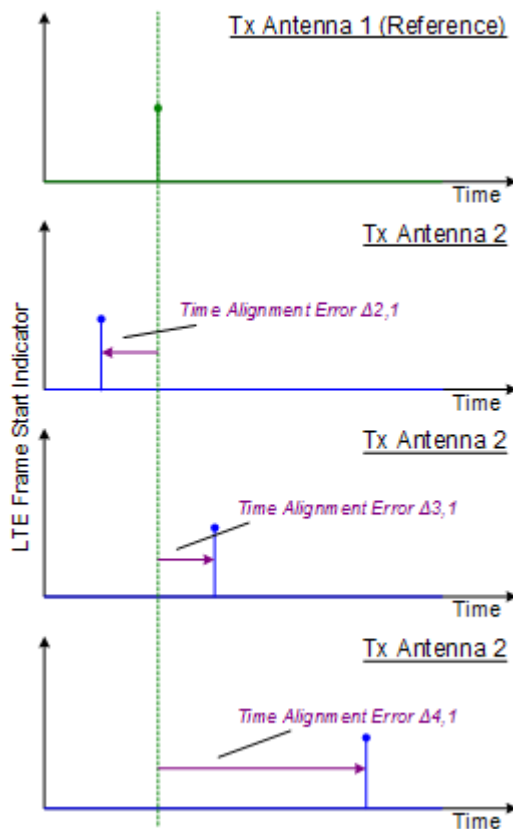 Tx Antenna 1 (Reference)
Time
Tx Antenna 2
Time Alignment Error Δ2,1
Time
Tx Antenna 2
LTE Frame Start Indicator
Time Alignment Error Δ3,1
Time
Tx Antenna 2
Time Alignment Error Δ4,1
Time